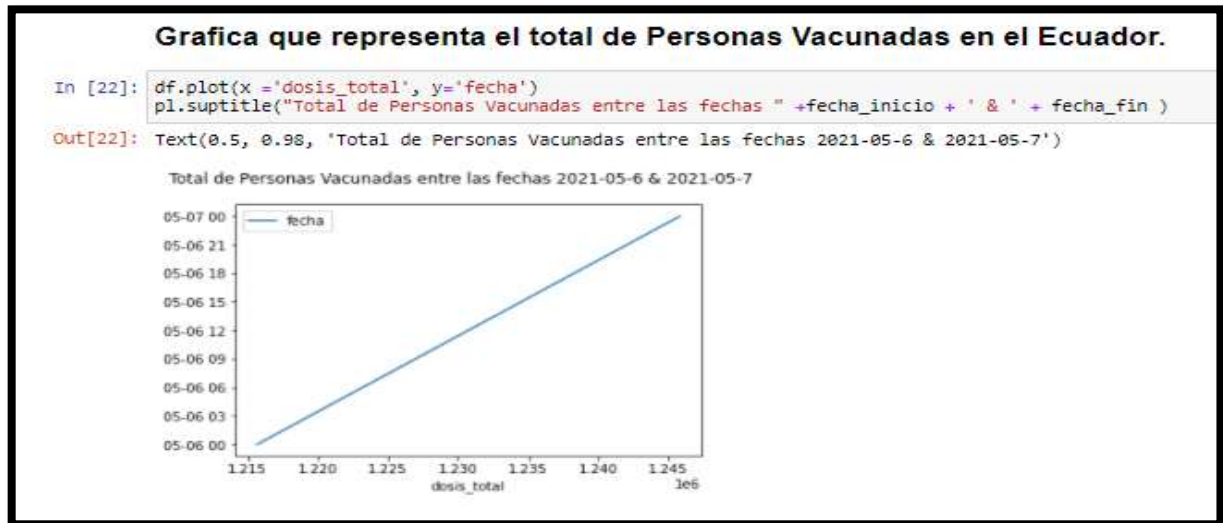 Grafica que representa el total de Personas Vacunadas en el Ecuador.
In [22]: df.plot(x ='dosis_total', y='fecha')
pl.suptitle("Total de Personas Vacunadas entre las fechas " +fecha_inicio + ' & ' + fecha_fin )
Out[22]: Text(0.5, 0.98, 'Total de Personas Vacunadas entre las fechas 2021-05-6 & 2021-05-7')
Total de Personas Vacunadas entre las fechas 2021-05-6 & 2021-05-7
05-07 00
fecha
05-06 21
05-06 18
05-06 15
05-06 12
05-06 09
05-06 06
05-06 03
05-06 00
1.215 1.220 1.225 1.230 1.235 1.240 1.245
dosis_total 1e6